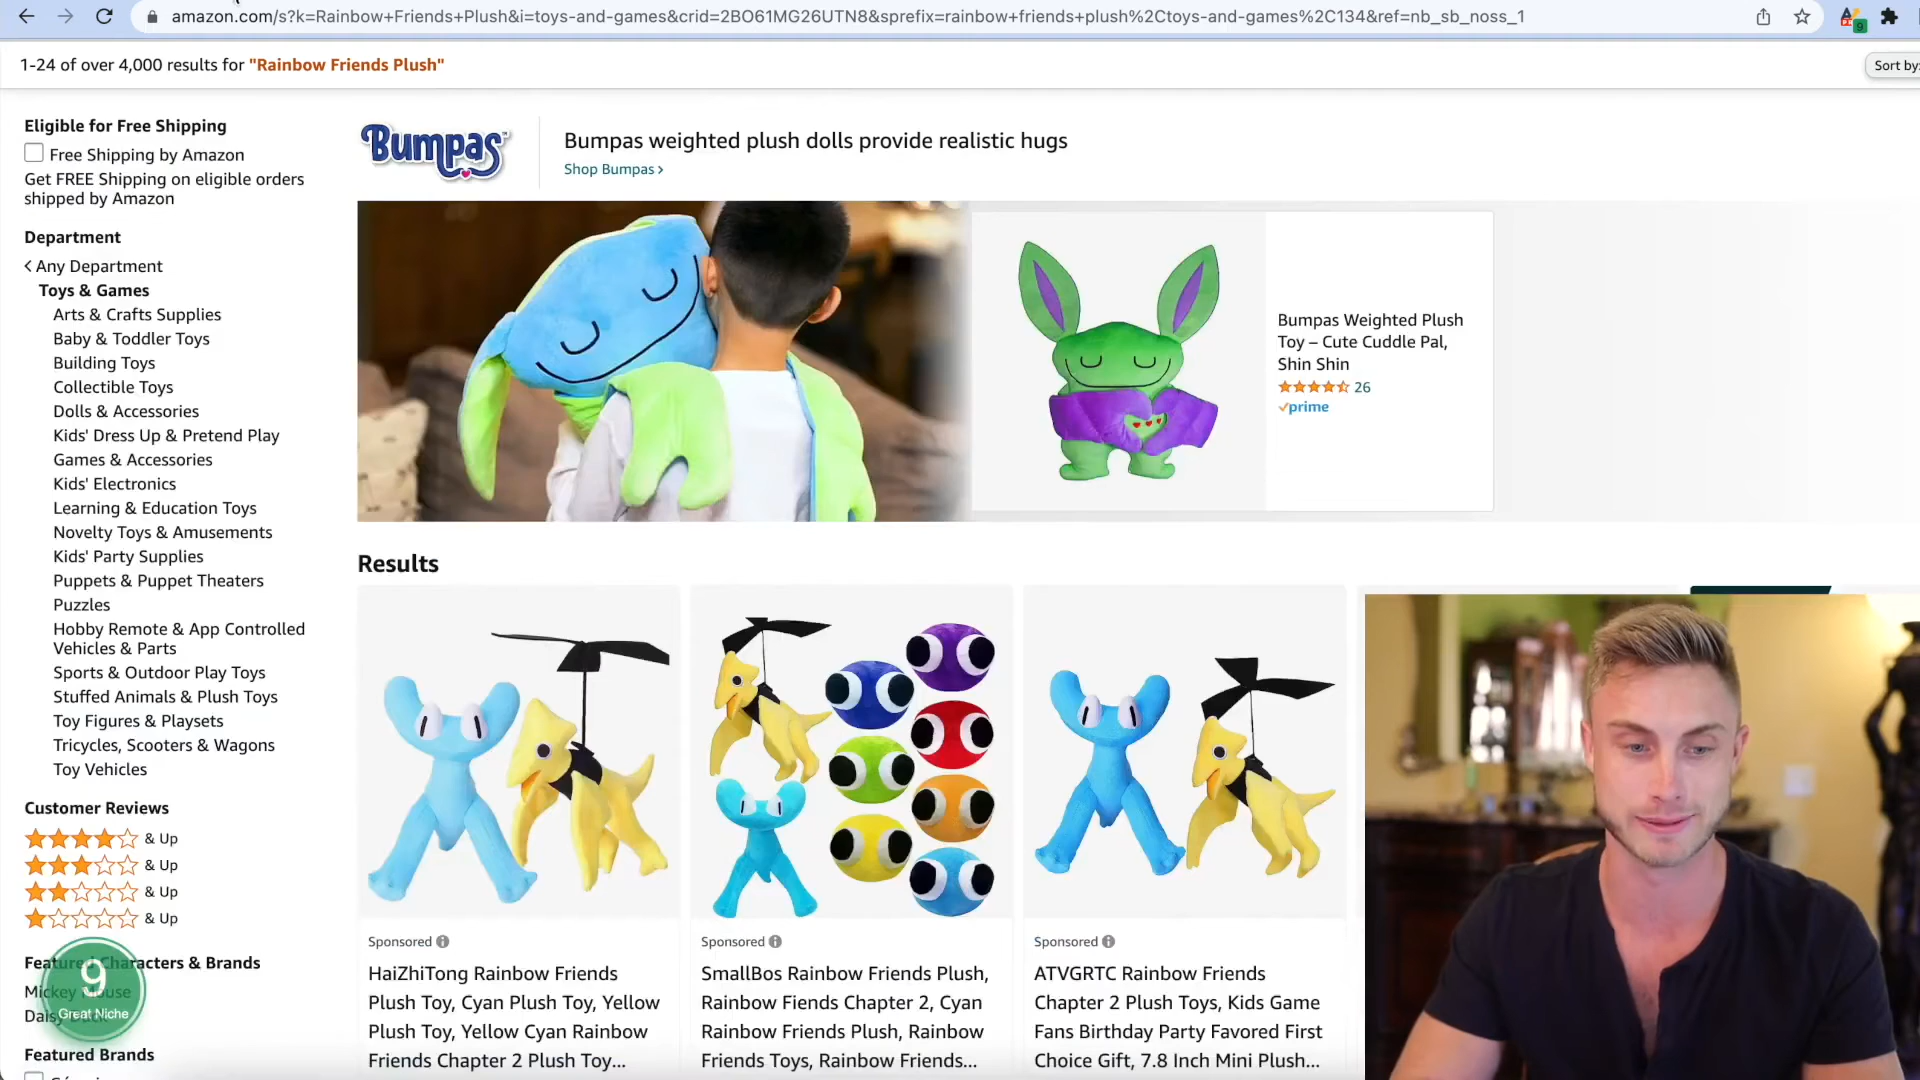 amazon.com/s?k=Rainbow+Friends+Plush&i=toys-and-games&crid=2BO61MG26UTN8&sprefix=rainbow+friends+plush%2Ctoys-and-games%2C134&ref=nb_sb_noss_1
9
1-24 of over 4,000 results for "Rainbow Friends Plush"
Sort by:
Eligible for Free Shipping
Free Shipping by Amazon
Get FREE Shipping on eligible orders
shipped by Amazon
Department
Any Department
Toys & Games
Arts & Crafts Supplies
Baby & Toddler Toys
Building Toys
Collectible Toys
Dolls & Accessories
Kids' Dress Up & Pretend Play
Games & Accessories
Kids' Electronics
Learning & Education Toys
Novelty Toys & Amusements
Kids' Party Supplies
Puppets & Puppet Theaters
Puzzles
Hobby Remote & App Controlled
Vehicles & Parts
Sports & Outdoor Play Toys
Stuffed Animals & Plush Toys
Toy Figures & Playsets
Tricycles, Scooters & Wagons
Toy Vehicles
Customer Reviews
& Up
& Up
& Up
& Up
Featured Characters & Brands
Mickey Mouse
9
Great Niche
Featured Brands
Bumpas
Bumpas weighted plush dolls provide realistic hugs
Shop Bumpas ›
Bumpas Weighted Plush
Toy – Cute Cuddle Pal,
Shin Shin
26
prime
Results
Sponsored
HaiZhiTong Rainbow Friends
Plush Toy, Cyan Plush Toy, Yellow
Plush Toy, Yellow Cyan Rainbow
Friends Chapter 2 Plush Toy...
Sponsored
SmallBos Rainbow Friends Plush,
Rainbow Fiends Chapter 2, Cyan
Rainbow Friends Plush, Rainbow
Friends Toys, Rainbow Friends...
Sponsored
ATVGRTC Rainbow Friends
Chapter 2 Plush Toys, Kids Game
Fans Birthday Party Favored First
Choice Gift, 7.8 Inch Mini Plush...